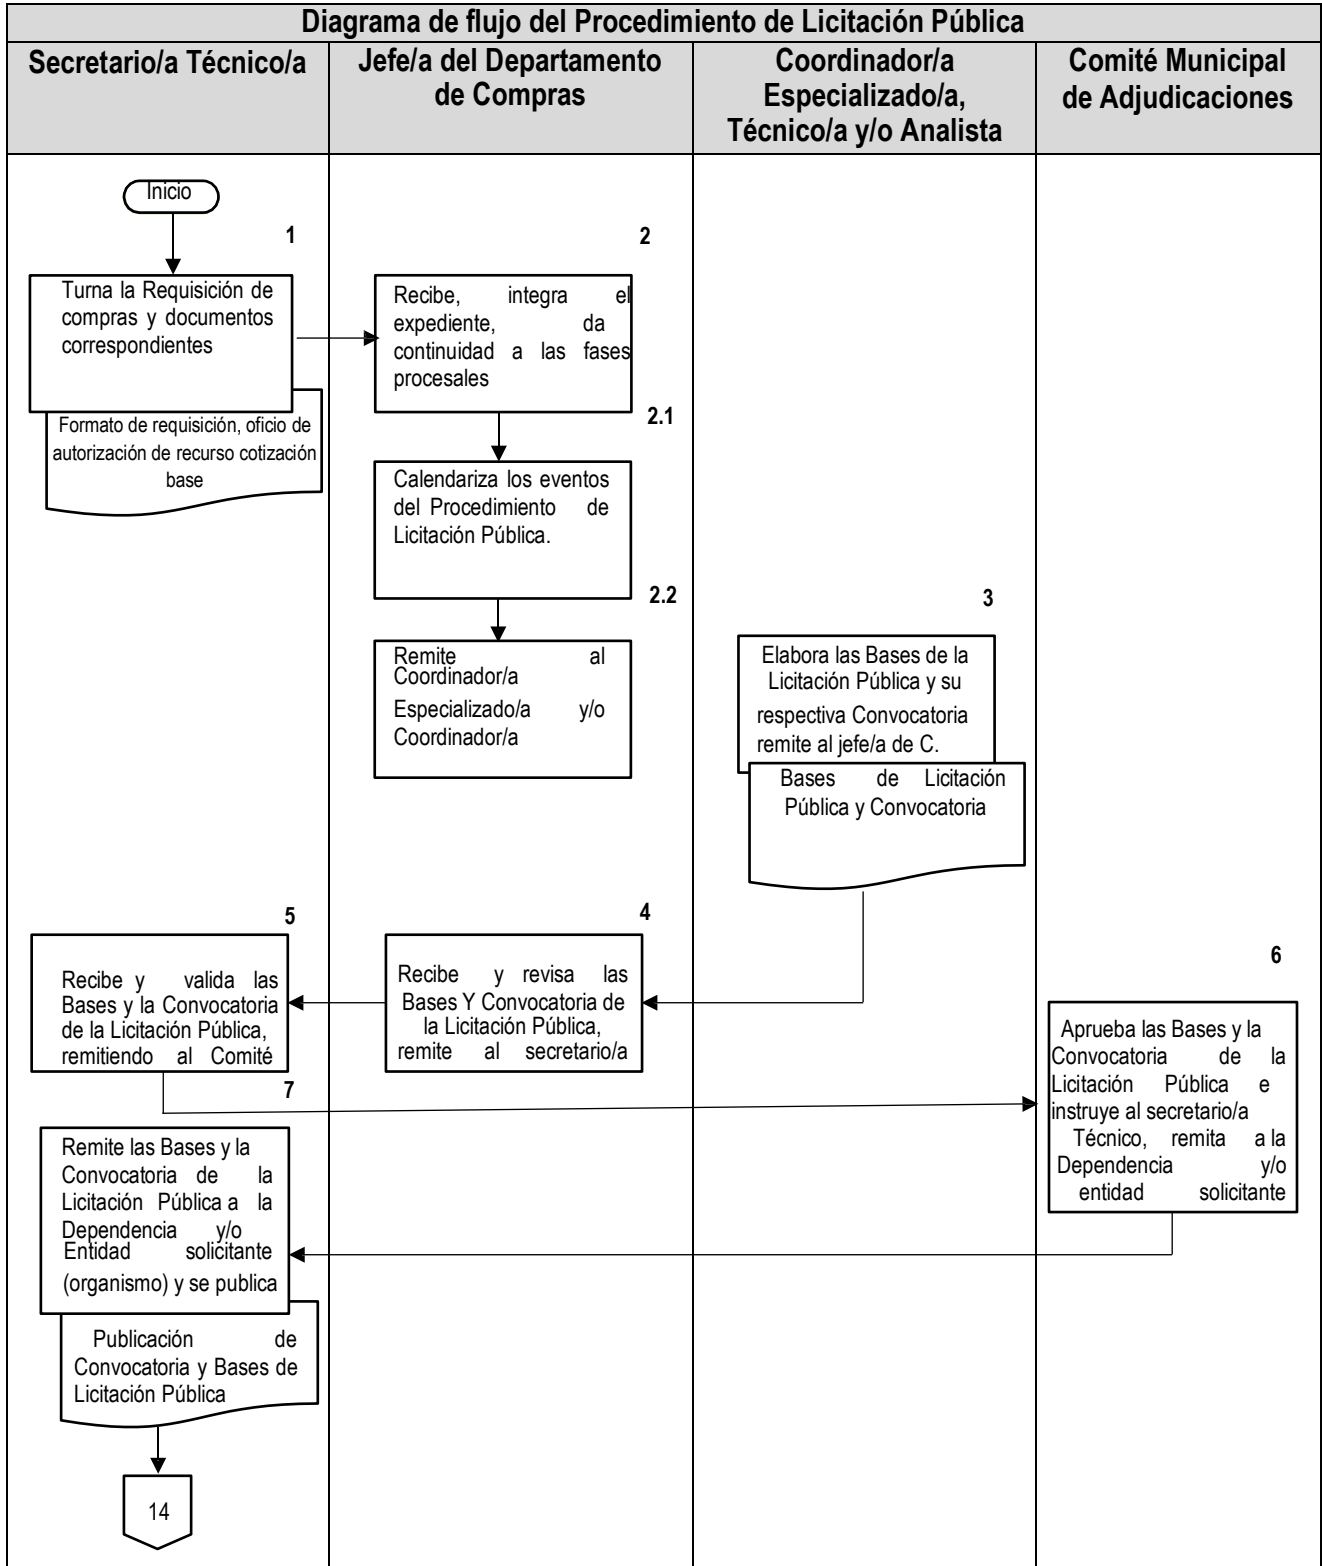 Diagrama de flujo del Procedimiento de Licitación Pública
Secretario/a Técnico/a
Jefe/a del Departamento
de Compras
Coordinador/a
Especializado/a,
Técnico/a y/o Analista
Comité Municipal
de Adjudicaciones
Inicio
1
Turna la Requisición de
compras y documentos
correspondientes
Formato de requisición, oficio de
autorización de recurso cotización
base
2
Recibe, integra el
expediente, da
continuidad a las fases
procesales
2.1
Calendariza los eventos
del Procedimiento de
Licitación Pública.
2.2
Remite al
Coordinador/a
Especializado/a y/o
Coordinador/a
3
Elabora las Bases de la
Licitación Pública y su
respectiva Convocatoria
remite al jefe/a de C.
Bases de Licitación
Pública y Convocatoria
4
Recibe y revisa las
Bases Y Convocatoria de
la Licitación Pública,
remite al secretario/a
5
Recibe y valida las
Bases y la Convocatoria
de la Licitación Pública,
remitiendo al Comité
6
Aprueba las Bases y la
Convocatoria de la
Licitación Pública e
instruye al secretario/a
Técnico, remita a la
Dependencia y/o
entidad solicitante
7
Remite las Bases y la
Convocatoria de la
Licitación Pública a la
Dependencia y/o
Entidad solicitante
(organismo) y se publica
Publicación de
Convocatoria y Bases de
Licitación Pública
14